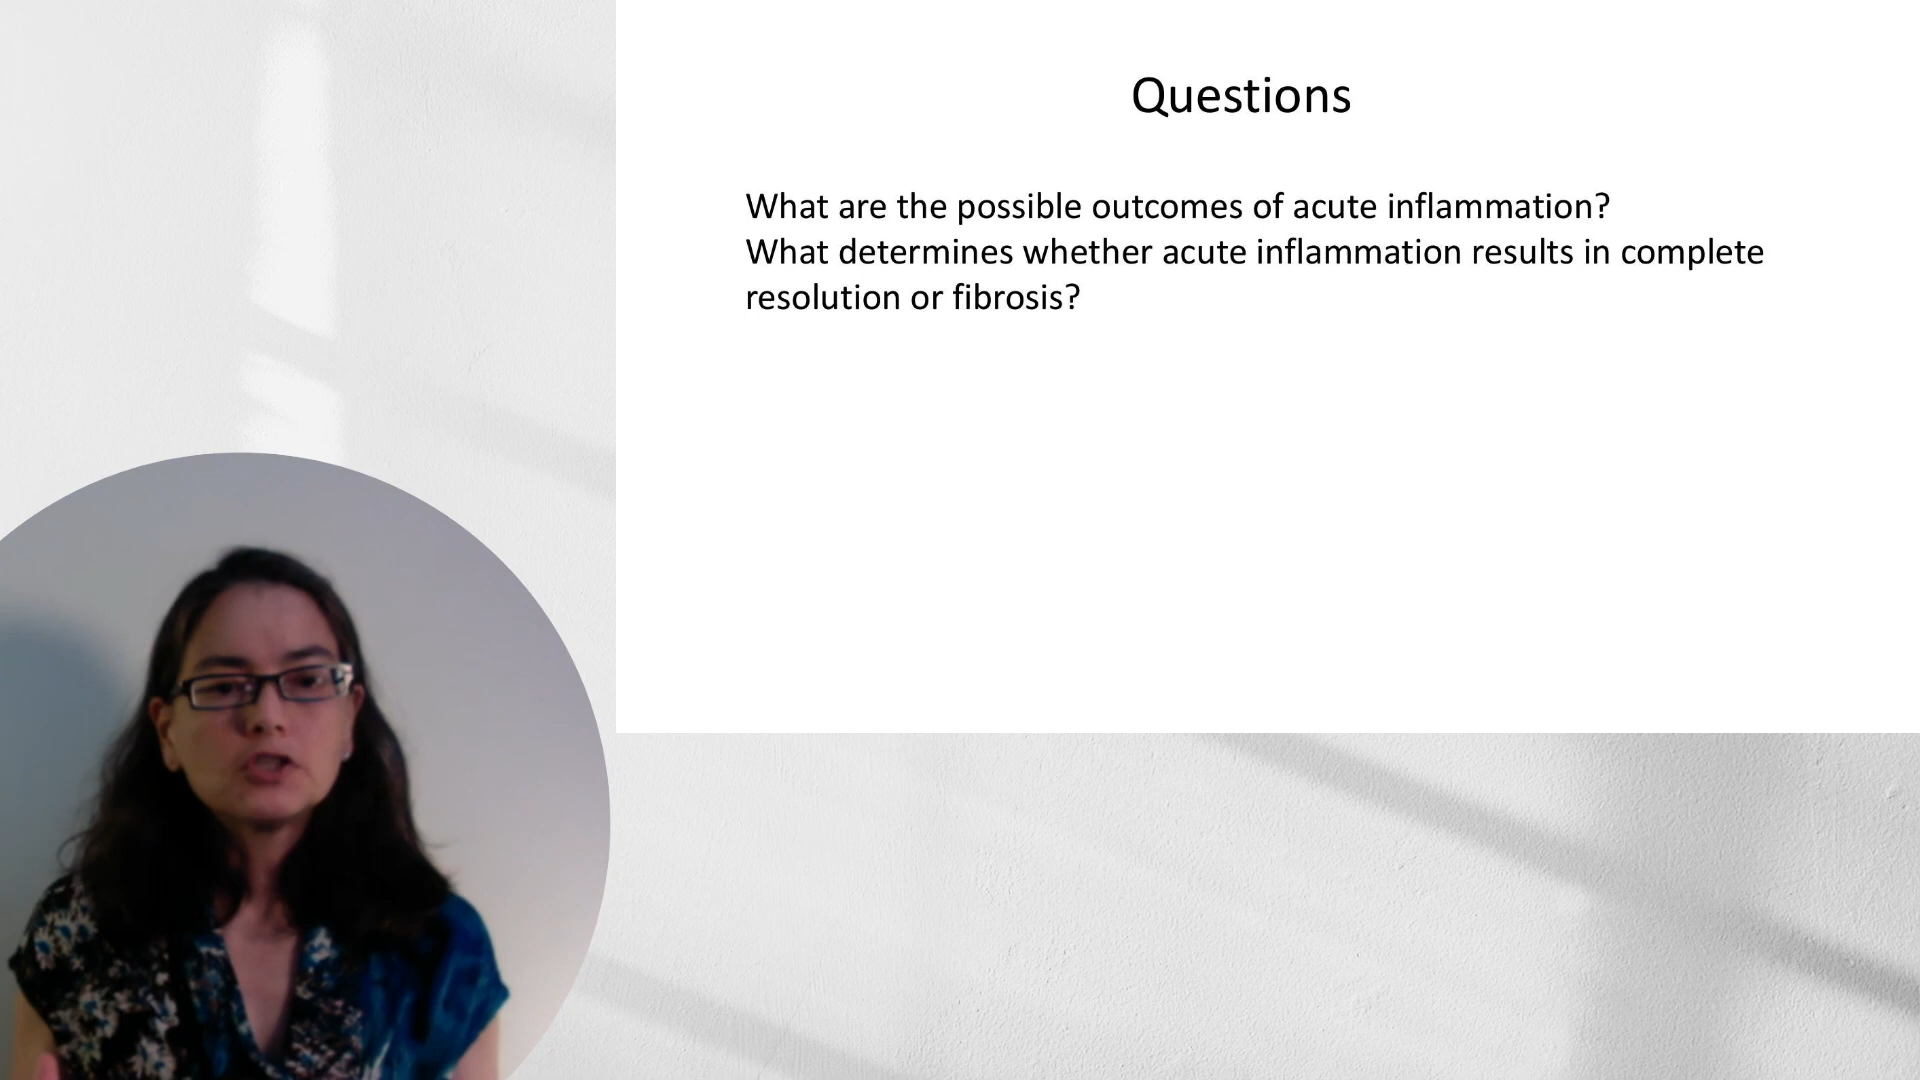 Questions
What are the possible outcomes of acute inflammation?
What determines whether acute inflammation results in complete
resolution or fibrosis?